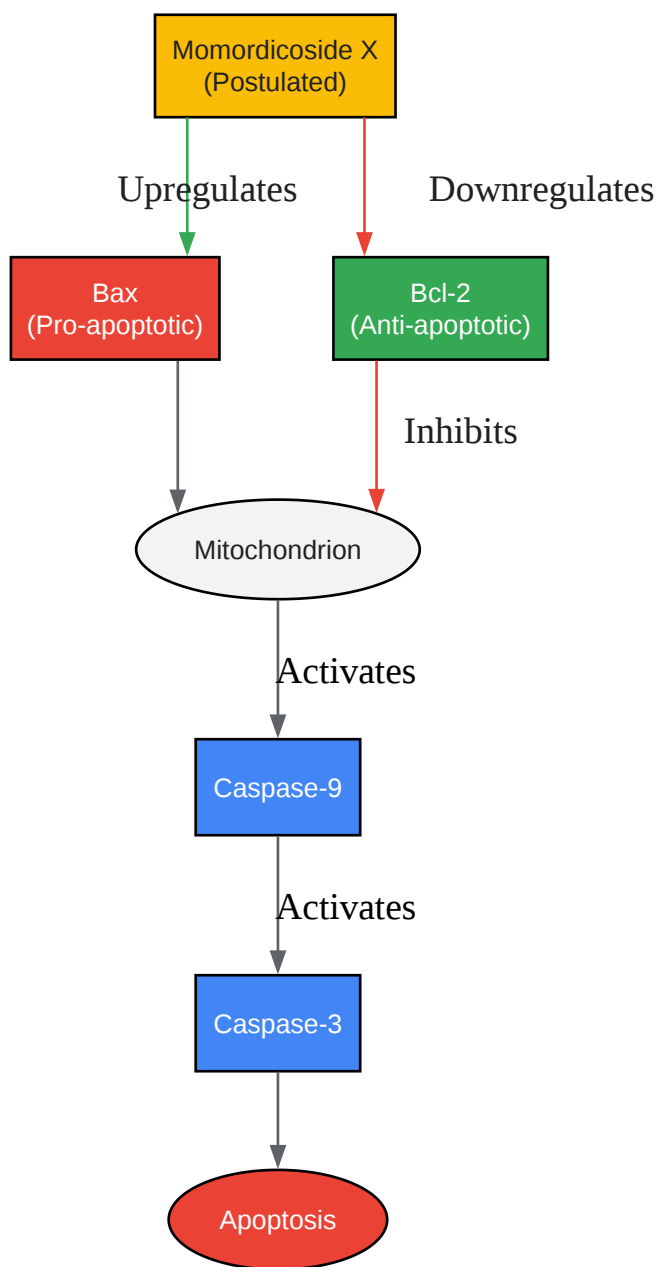 Momordicoside X
(Postulated)
Upregulates
Downregulates
Bax
(Pro-apoptotic)
Bcl-2
(Anti-apoptotic)
Inhibits
Mitochondrion
Activates
Caspase-9
Activates
Caspase-3
Apoptosis